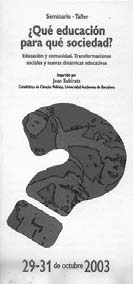 Seminario - Taller
¿Qué educación
para qué sociedad?
Educación y comunidad. Transformaciones
sociales y nuevas dinámicas educativas
Impartido por
Joan Subirats
Catedrático de Ciencia Política, Universidad Autónoma de Barcelona
29-31 de octubre 2003